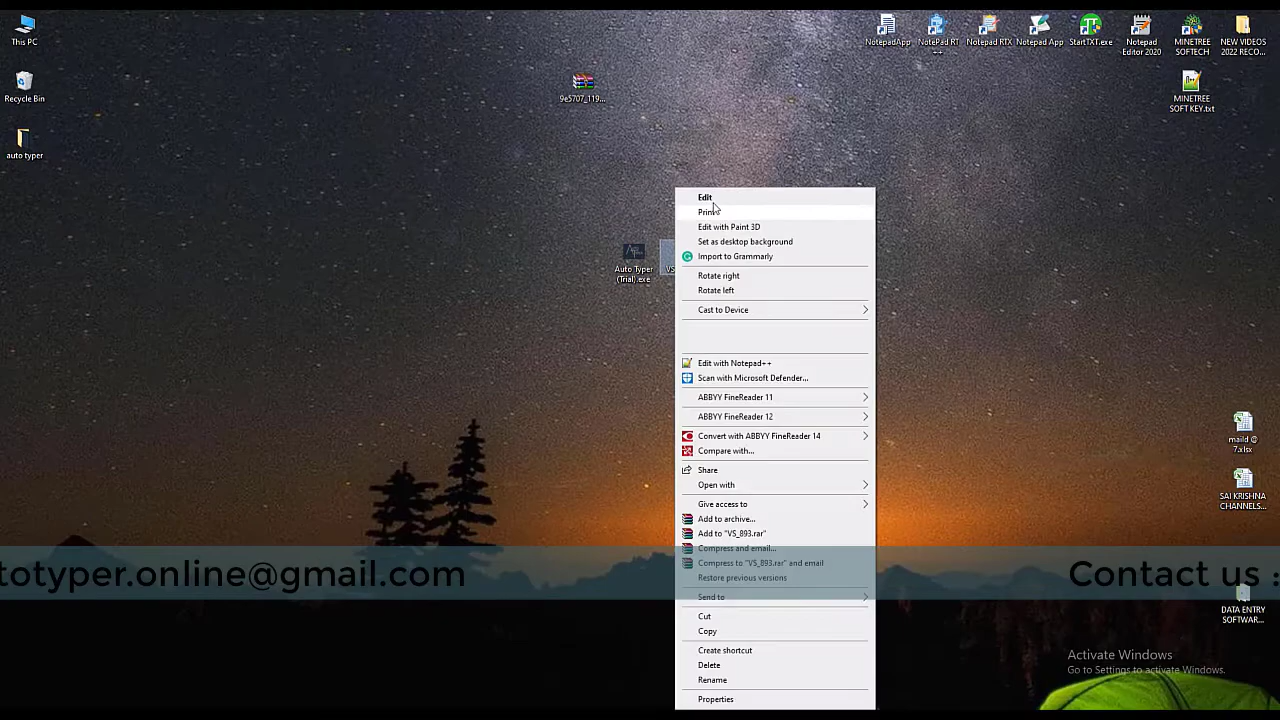 This PC
Recycle Bin
auto typer
9e5707_119...
NotepadApp
NotePad RT
++
Notepad RTX
Notepad App
StartTXT.exe
Notepad
Editor 2020
MINETREE
SOFTECH
NEW VIDEOS
2022 RECO...
MINETREE
SOFT KEY.txt
Auto Typer
(Trial).exe
VS
Edit
Print
Edit with Paint 3D
Set as desktop background
Import to Grammarly
Rotate right
Rotate left
Cast to Device
Edit with Notepad++
Scan with Microsoft Defender...
ABBYY FineReader 11
ABBYY FineReader 12
Convert with ABBYY FineReader 14
Compare with...
Share
Open with
Give access to
Add to archive...
Add to "VS_893.rar"
Compress and email...
Compress to "VS_893.rar" and email
Restore previous versions
Send to
Cut
Copy
Create shortcut
Delete
Rename
Properties
maild @
7.xlsx
SAI KRISHNA
CHANNELS...
totyper.online@gmail.com
Contact us :
DATA ENTRY
SOFTWAR...
Activate Windows
Go to Settings to activate Windows.